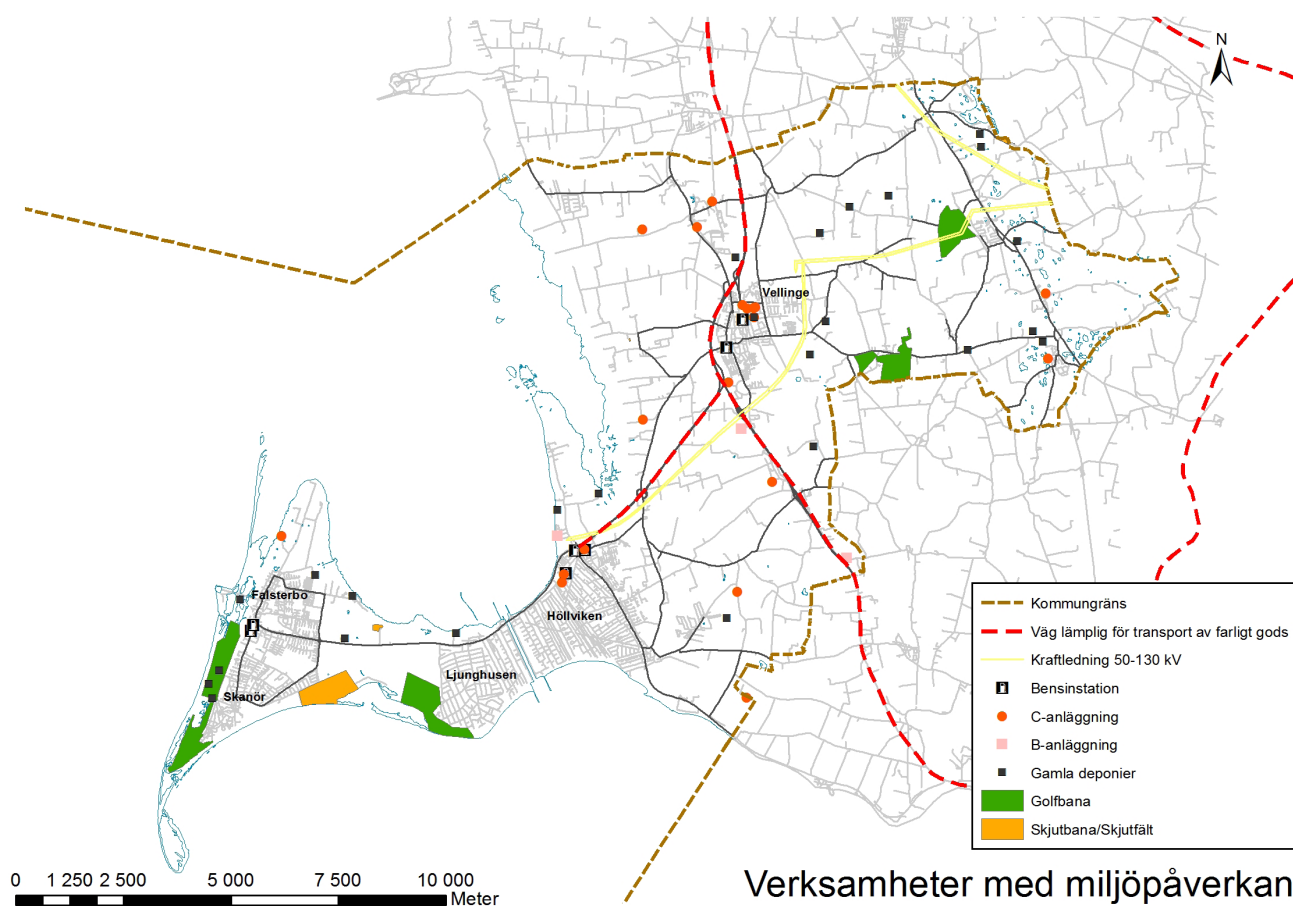 N
Vellinge
Falsterbo
Höllviken
Ljunghusen
Skanör
Kommungräns
Väg lämplig för transport av farligt gods
Kraftledning 50-130 kV
Bensinstation
C-anläggning
B-anläggning
Gamla deponier
Golfbana
Skjutbana/Skjutfält
0 1 250 2 500 5 000 7 500 10 000
Meter
Verksamheter med miljöpåverkan